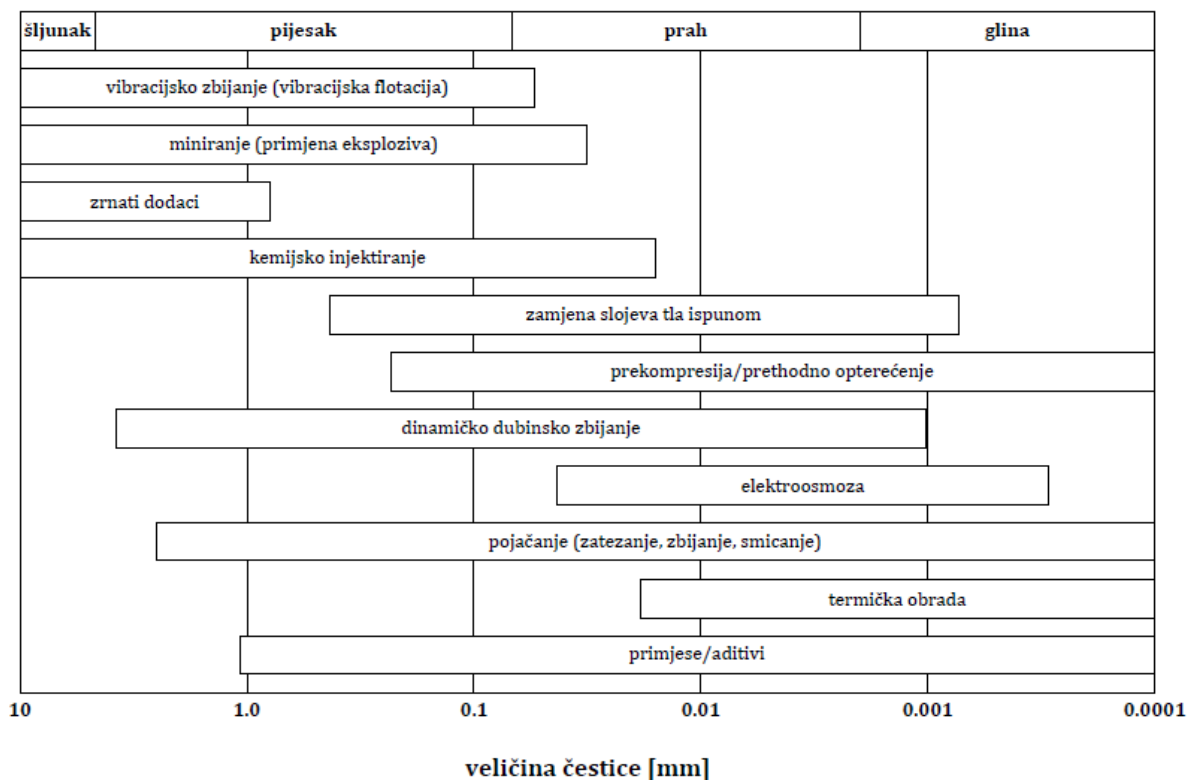 šljunak pijesak prah glina
vibracijsko zbijanje (vibracijska flotacija)
miniranje (primjena eksploziva)
zrnati dodaci
kemijsko injektiranje
zamjena slojeva tla ispunom
prekompresija/prethodno opterećenje
dinamičko dubinsko zbijanje
elektroosmoza
pojačanje (zatezanje, zbijanje, smicanje)
termička obrada
primjese/aditivi
10 1.0 0.1 0.01 0.001 0.0001
veličina čestice [mm]